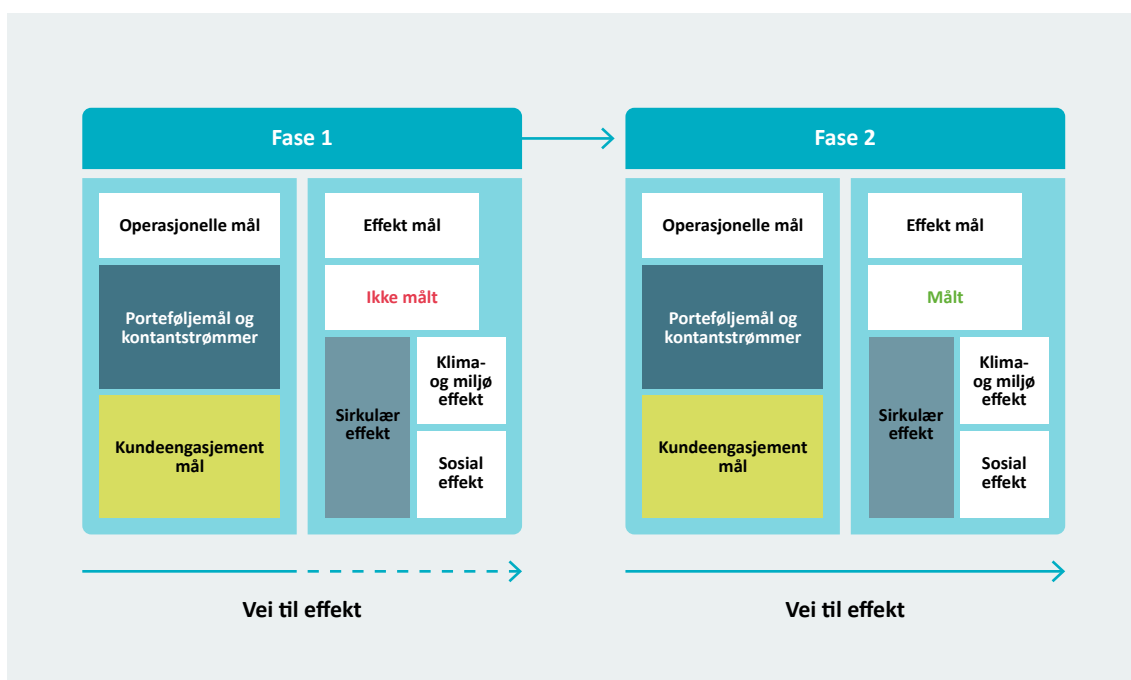 Fase 1
Operasjonelle mål
Porteføljemål og
kontantstrømmer
Kundeengasjement
mål
Effekt mål
Ikke målt
Sirkulær
effekt
Klima-
og miljø
effekt
Sosial
effekt
Vei til effekt
Fase 2
Operasjonelle mål
Porteføljemål og
kontantstrømmer
Kundeengasjement
mål
Effekt mål
Målt
Sirkulær
effekt
Klima-
og miljø
effekt
Sosial
effekt
Vei til effekt